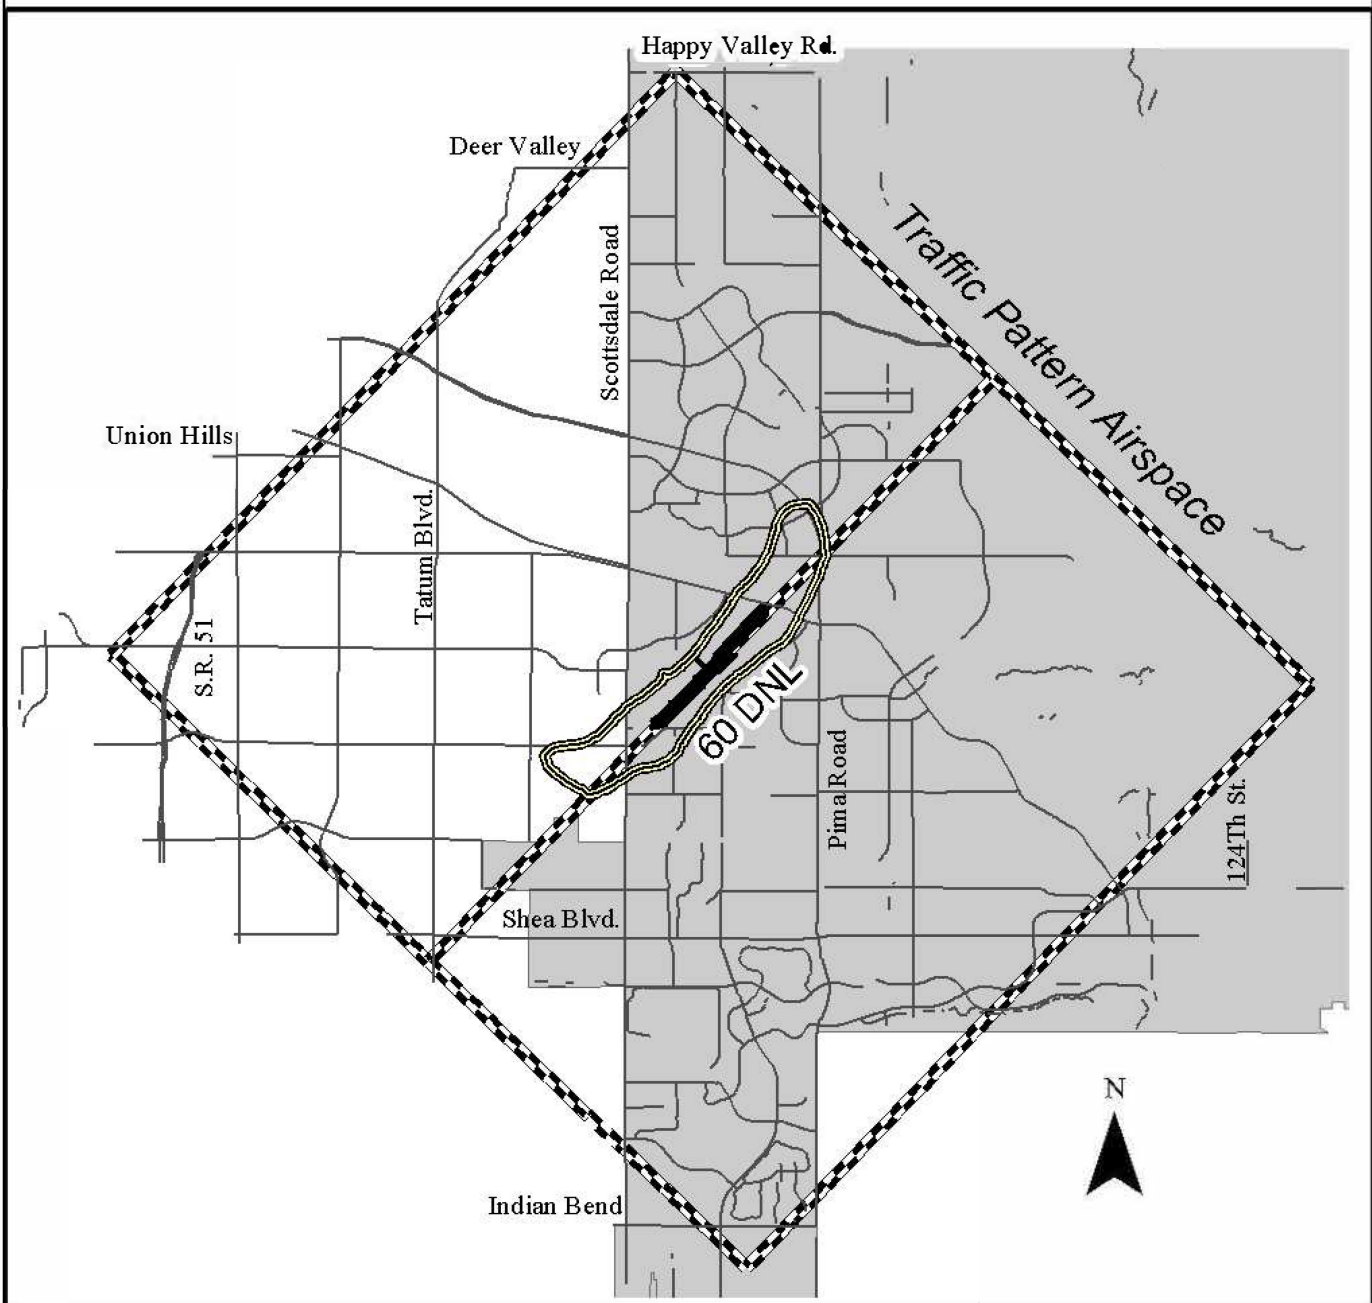 Happy Valley Rd.
Deer Valley
Scottsdale Road
Traffic Pattern Airspace
Union Hills
Tatum Blvd.
S.R. 51
60 DNL
Pima Road
124Th St.
Shea Blvd.
N
Indian Bend